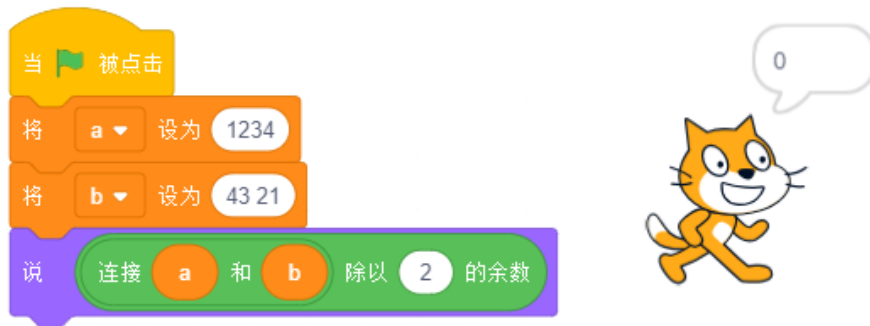 当 被点击
0
将 a 设为 1234
将 b 设为 43 21
说 连接 a 和 b 除以 2 的余数